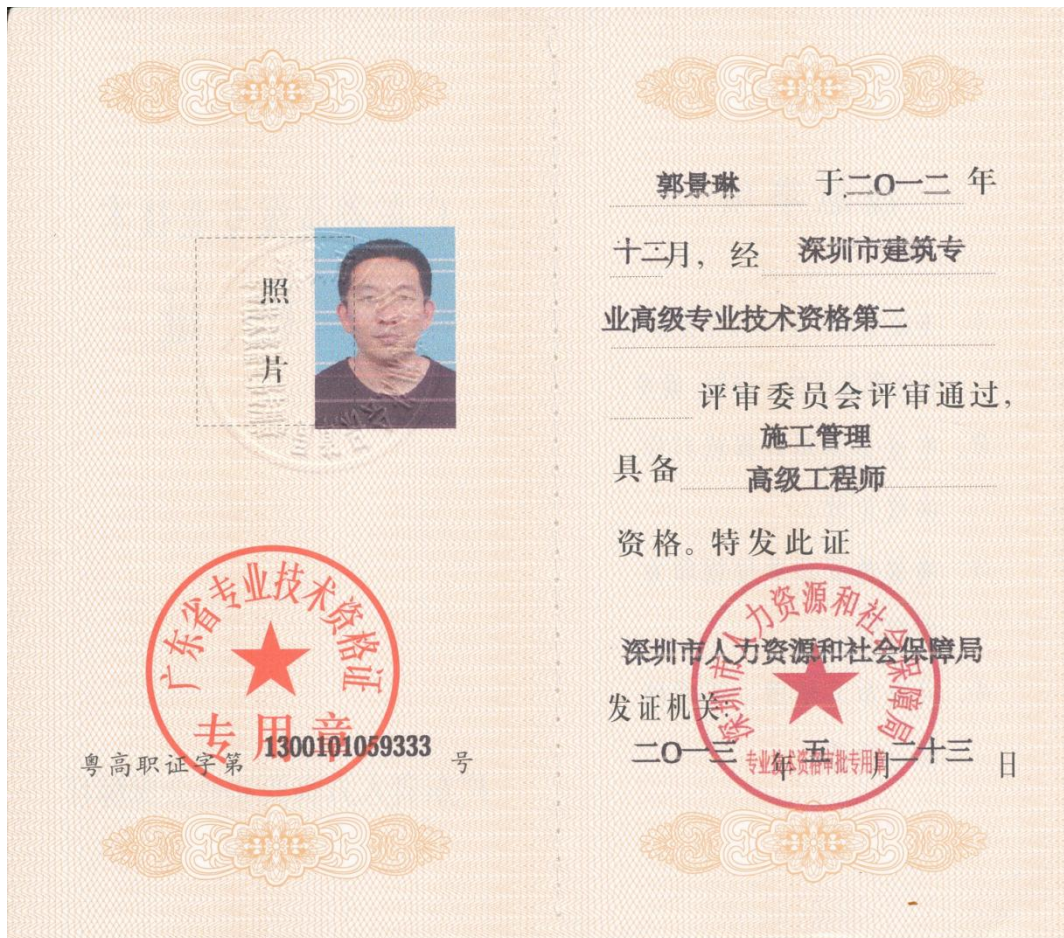 照
片
广东省专业技术资格证
专用章
粤高职证字第 1300101059333 号
郭景琳 于二〇一二 年
十二月，经 深圳市建筑专
业高级专业技术资格第二
评审委员会评审通过，
施工管理
具备 高级工程师
资格。特发此证
深圳市人力资源和社会保障局
深圳市人力资源和社会保障局
发证机关：
二〇一三 年 五 月二十三 日
专业技术资格审批专用章